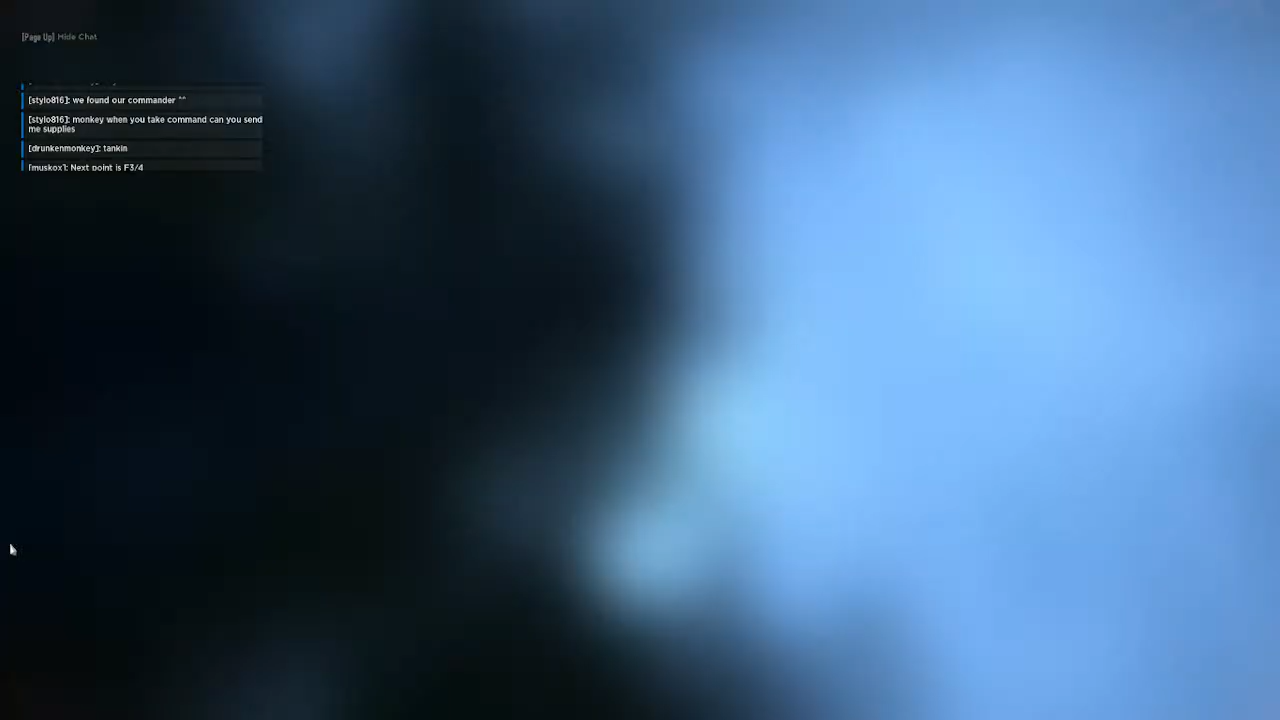 [Page Up] Hide Chat
[stylo816]: we found our commander ^^
[stylo816]: monkey when you take command can you send
me supplies
[drunkenmonkey]: tankin
[muskox]: Next point is F3/4